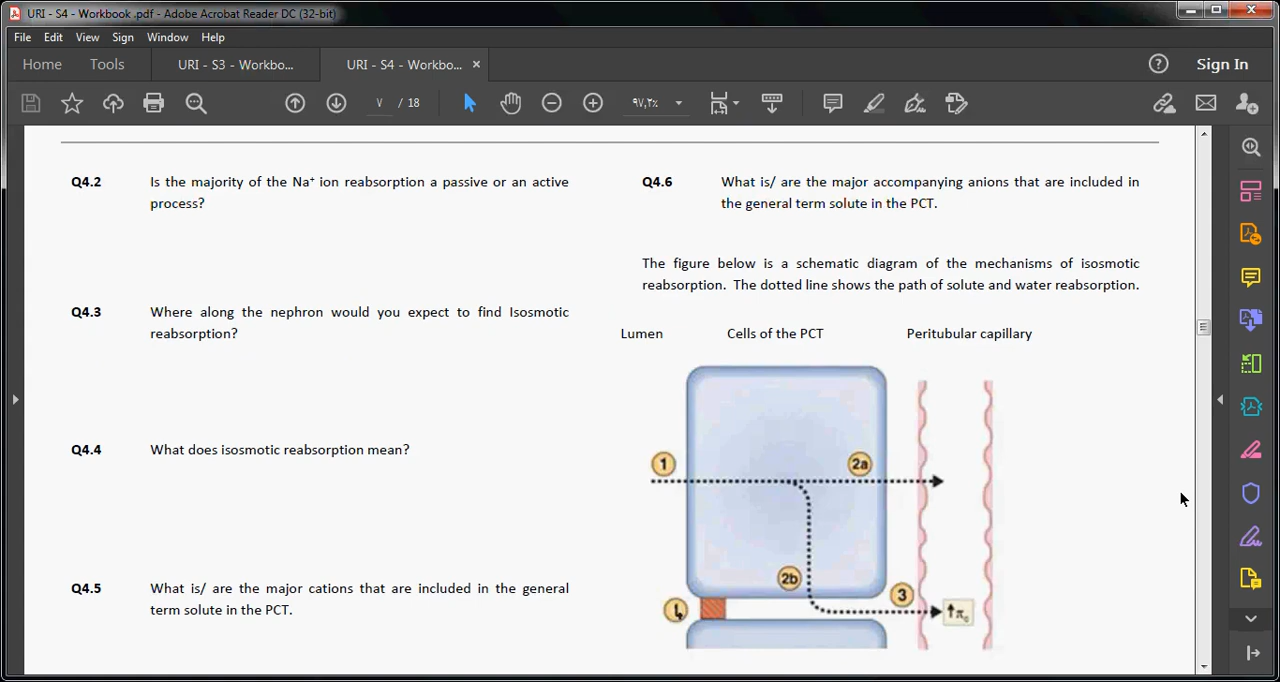 URI - S4 - Workbook .pdf - Adobe Acrobat Reader DC (32-bit)
File Edit View Sign Window Help
Home Tools URI - S3 - Workbo... URI - S4 - Workbo... × Sign In
٧ / 18 ٩٧,٢٪
Q4.2 Is the majority of the Na⁺ ion reabsorption a passive or an active
process?
Q4.3 Where along the nephron would you expect to find Isosmotic
reabsorption?
Q4.4 What does isosmotic reabsorption mean?
Q4.5 What is/ are the major cations that are included in the general
term solute in the PCT.
Q4.6 What is/ are the major accompanying anions that are included in
the general term solute in the PCT.
The figure below is a schematic diagram of the mechanisms of isosmotic
reabsorption. The dotted line shows the path of solute and water reabsorption.
Lumen Cells of the PCT Peritubular capillary
1 2a
2b
3
↑πc